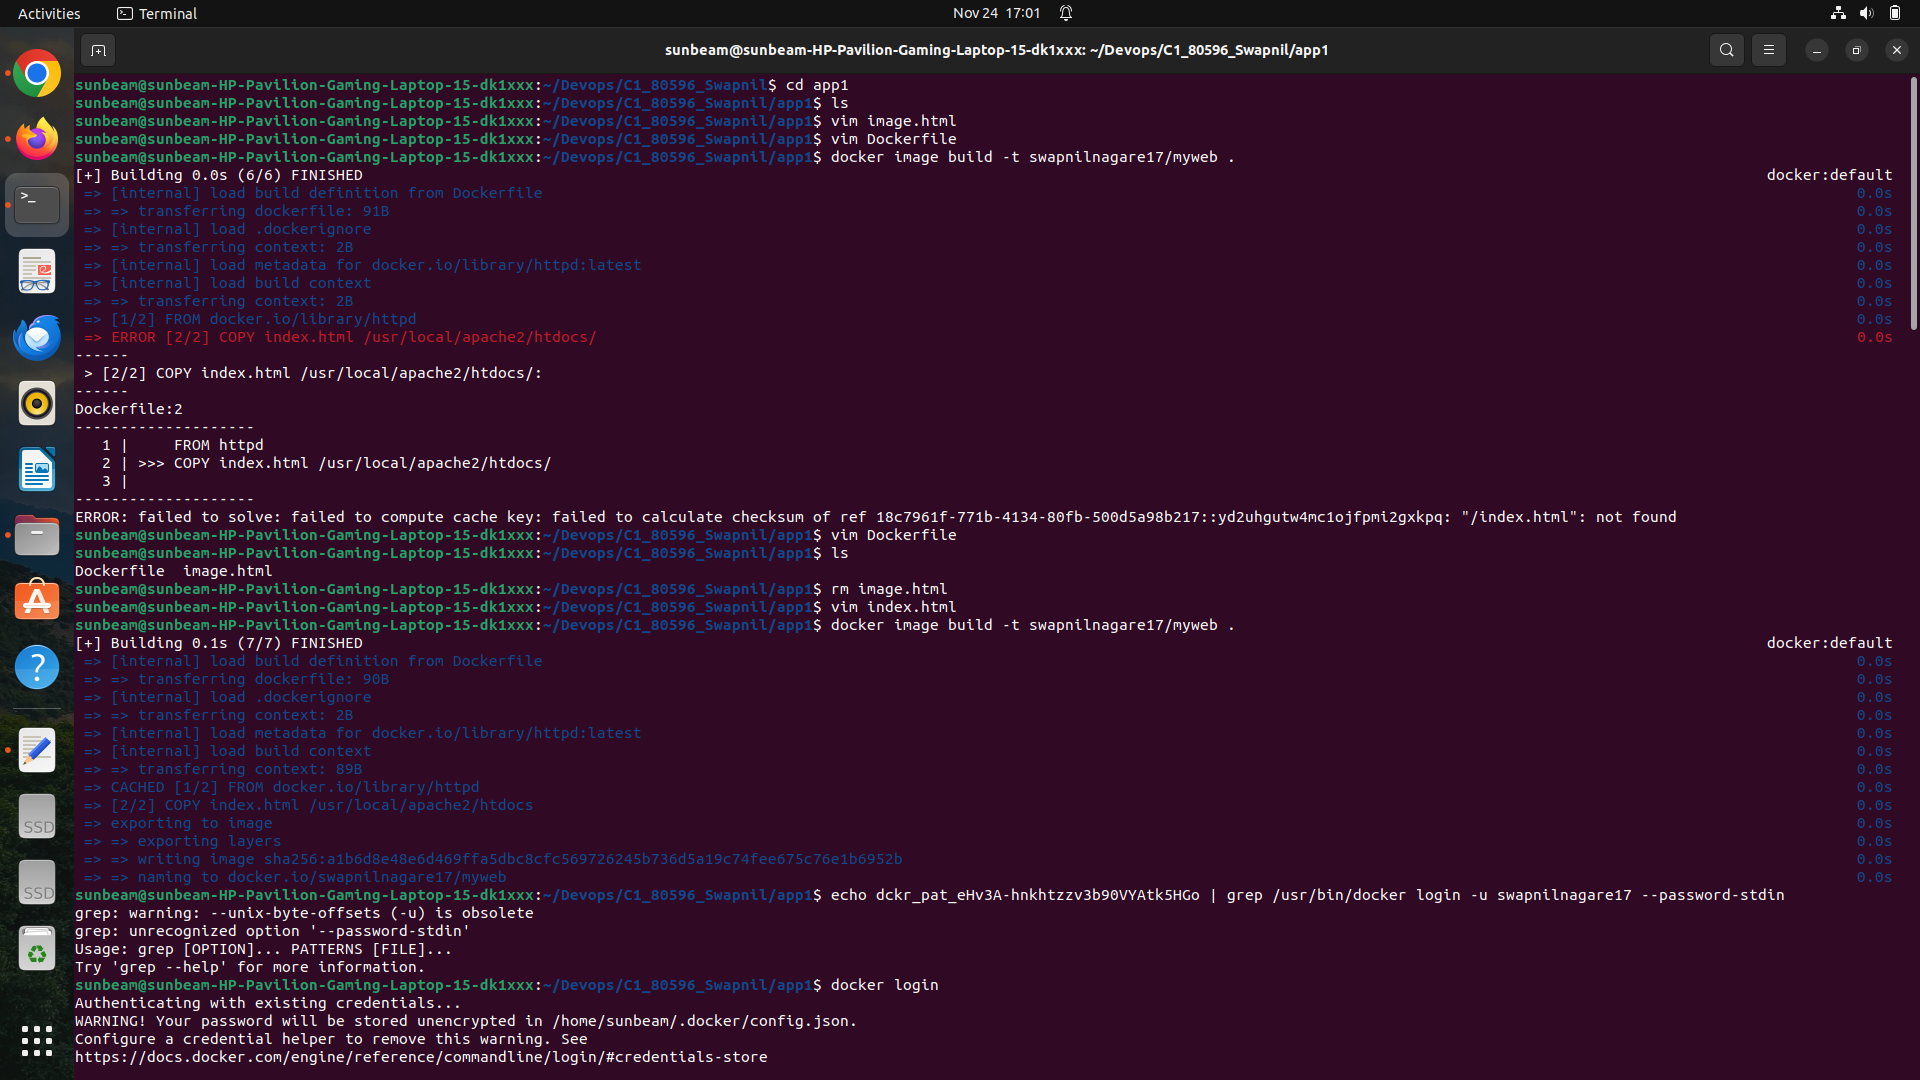 Activities
Terminal
Nov 24 17:01
sunbeam@sunbeam-HP-Pavilion-Gaming-Laptop-15-dk1xxx: ~/Devops/C1_80596_Swapnil/app1
sunbeam@sunbeam-HP-Pavilion-Gaming-Laptop-15-dk1xxx:~/Devops/C1_80596_Swapnil$ cd app1
sunbeam@sunbeam-HP-Pavilion-Gaming-Laptop-15-dk1xxx:~/Devops/C1_80596_Swapnil/app1$ ls
sunbeam@sunbeam-HP-Pavilion-Gaming-Laptop-15-dk1xxx:~/Devops/C1_80596_Swapnil/app1$ vim image.html
sunbeam@sunbeam-HP-Pavilion-Gaming-Laptop-15-dk1xxx:~/Devops/C1_80596_Swapnil/app1$ vim Dockerfile
sunbeam@sunbeam-HP-Pavilion-Gaming-Laptop-15-dk1xxx:~/Devops/C1_80596_Swapnil/app1$ docker image build -t swapnilnagare17/myweb .
[+] Building 0.0s (6/6) FINISHED docker:default
=> [internal] load build definition from Dockerfile 0.0s
=> => transferring dockerfile: 91B 0.0s
=> [internal] load .dockerignore 0.0s
=> => transferring context: 2B 0.0s
=> [internal] load metadata for docker.io/library/httpd:latest 0.0s
=> [internal] load build context 0.0s
=> => transferring context: 2B 0.0s
=> [1/2] FROM docker.io/library/httpd 0.0s
=> ERROR [2/2] COPY index.html /usr/local/apache2/htdocs/ 0.0s
------
> [2/2] COPY index.html /usr/local/apache2/htdocs/:
------
Dockerfile:2
--------------------
1 | FROM httpd
2 | >>> COPY index.html /usr/local/apache2/htdocs/
3 |
--------------------
ERROR: failed to solve: failed to compute cache key: failed to calculate checksum of ref 18c7961f-771b-4134-80fb-500d5a98b217::yd2uhgutw4mc1ojfpmi2gxkpq: "/index.html": not found
sunbeam@sunbeam-HP-Pavilion-Gaming-Laptop-15-dk1xxx:~/Devops/C1_80596_Swapnil/app1$ vim Dockerfile
sunbeam@sunbeam-HP-Pavilion-Gaming-Laptop-15-dk1xxx:~/Devops/C1_80596_Swapnil/app1$ ls
Dockerfile image.html
sunbeam@sunbeam-HP-Pavilion-Gaming-Laptop-15-dk1xxx:~/Devops/C1_80596_Swapnil/app1$ rm image.html
sunbeam@sunbeam-HP-Pavilion-Gaming-Laptop-15-dk1xxx:~/Devops/C1_80596_Swapnil/app1$ vim index.html
sunbeam@sunbeam-HP-Pavilion-Gaming-Laptop-15-dk1xxx:~/Devops/C1_80596_Swapnil/app1$ docker image build -t swapnilnagare17/myweb .
[+] Building 0.1s (7/7) FINISHED docker:default
=> [internal] load build definition from Dockerfile 0.0s
=> => transferring dockerfile: 90B 0.0s
=> [internal] load .dockerignore 0.0s
=> => transferring context: 2B 0.0s
=> [internal] load metadata for docker.io/library/httpd:latest 0.0s
=> [internal] load build context 0.0s
=> => transferring context: 89B 0.0s
=> CACHED [1/2] FROM docker.io/library/httpd 0.0s
=> [2/2] COPY index.html /usr/local/apache2/htdocs 0.0s
=> exporting to image 0.0s
=> => exporting layers 0.0s
=> => writing image sha256:a1b6d8e48e6d469ffa5dbc8cfc569726245b736d5a19c74fee675c76e1b6952b 0.0s
=> => naming to docker.io/swapnilnagare17/myweb 0.0s
sunbeam@sunbeam-HP-Pavilion-Gaming-Laptop-15-dk1xxx:~/Devops/C1_80596_Swapnil/app1$ echo dckr_pat_eHv3A-hnkhtzzv3b90VYAtk5HGo | grep /usr/bin/docker login -u swapnilnagare17 --password-stdin
grep: warning: --unix-byte-offsets (-u) is obsolete
grep: unrecognized option '--password-stdin'
Usage: grep [OPTION]... PATTERNS [FILE]...
Try 'grep --help' for more information.
sunbeam@sunbeam-HP-Pavilion-Gaming-Laptop-15-dk1xxx:~/Devops/C1_80596_Swapnil/app1$ docker login
Authenticating with existing credentials...
WARNING! Your password will be stored unencrypted in /home/sunbeam/.docker/config.json.
Configure a credential helper to remove this warning. See
https://docs.docker.com/engine/reference/commandline/login/#credentials-store
SSD
SSD